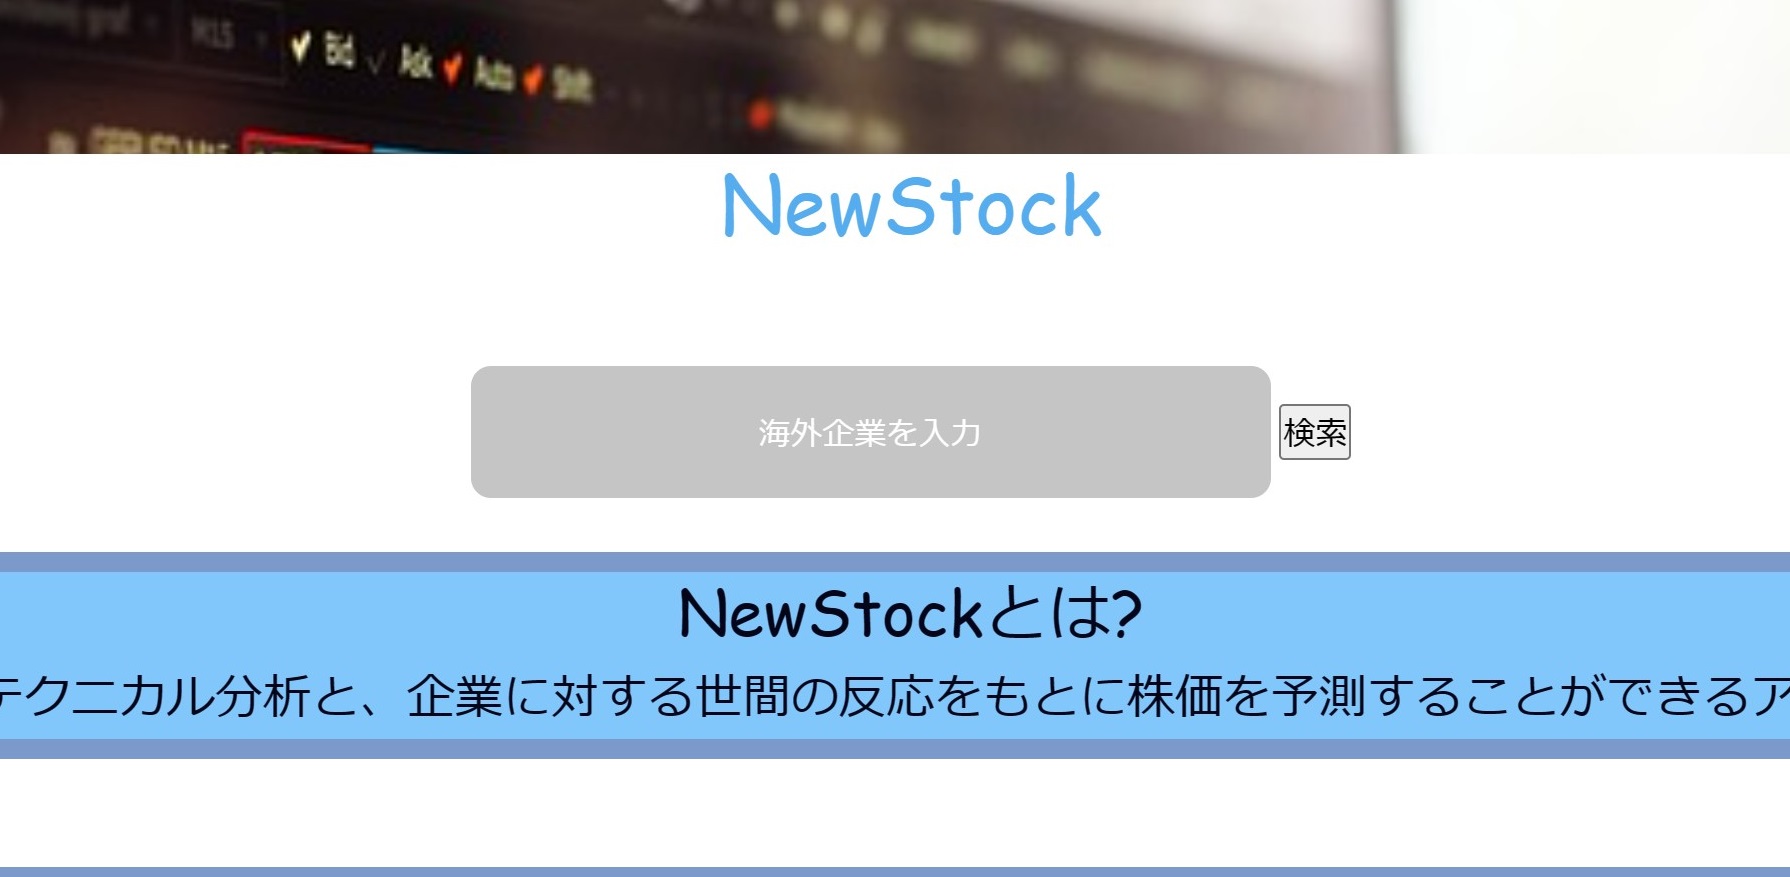 Bid Ask Auto Shift
NewStock
海外企業を入力
検索
NewStockとは?
テクニカル分析と、企業に対する世間の反応をもとに株価を予測することができるア